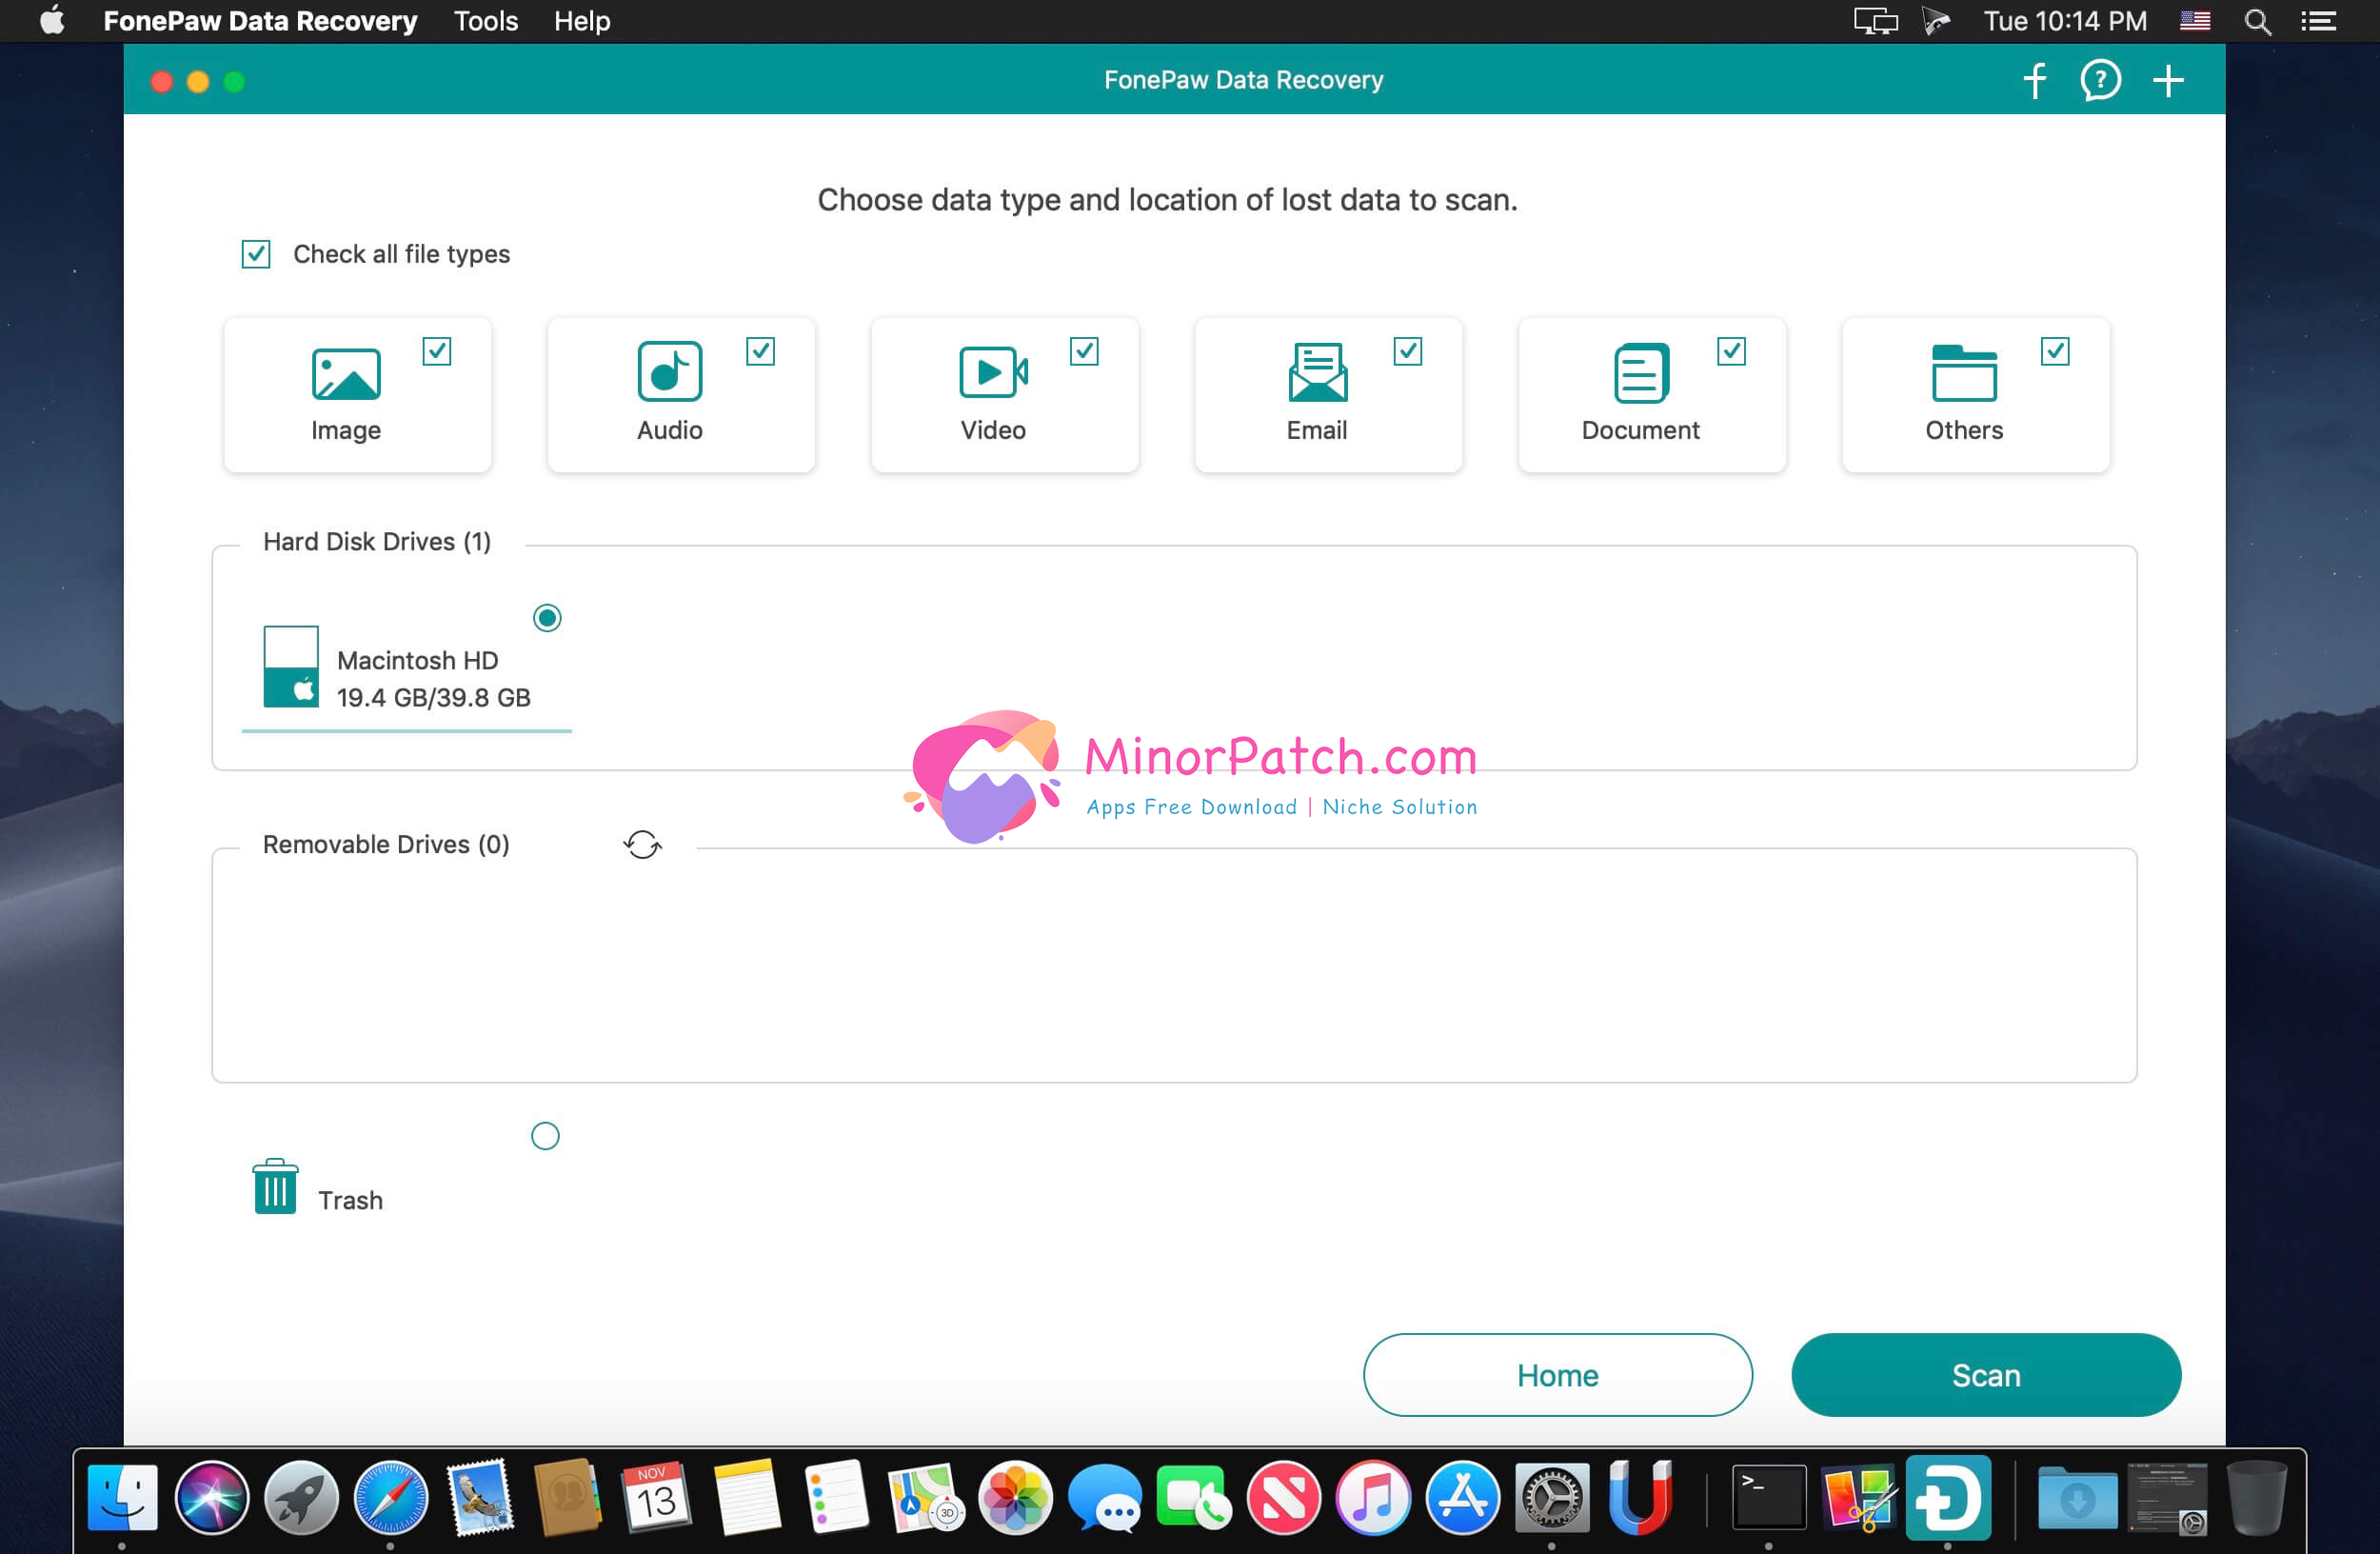 FonePaw Data Recovery Tools Help Tue 10:14 PM
FonePaw Data Recovery
Choose data type and location of lost data to scan.
Check all file types
Image Audio Video Email Document Others
Hard Disk Drives (1)
Macintosh HD
19.4 GB/39.8 GB
MinorPatch.com
Apps Free Download | Niche Solution
Removable Drives (0)
Trash
Home Scan
NOV
13
3D
>_